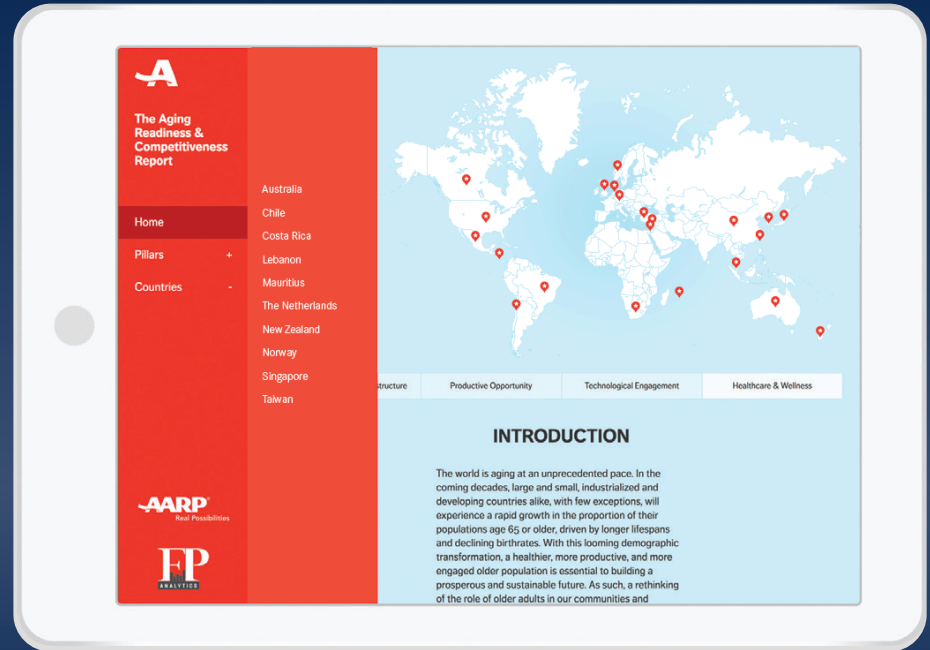 A
The Aging
Readiness &
Competitiveness
Report
Home
Pillars +
Countries -
AARP®
Real Possibilities
FP
ANALYTICS
Australia
Chile
Costa Rica
Lebanon
Mauritius
The Netherlands
New Zealand
Norway
Singapore
Taiwan
structure
Productive Opportunity
Technological Engagement
Healthcare & Wellness
INTRODUCTION
The world is aging at an unprecedented pace. In the
coming decades, large and small, industrialized and
developing countries alike, with few exceptions, will
experience a rapid growth in the proportion of their
populations age 65 or older, driven by longer lifespans
and declining birthrates. With this looming demographic
transformation, a healthier, more productive, and more
engaged older population is essential to building a
prosperous and sustainable future. As such, a rethinking
of the role of older adults in our communities and